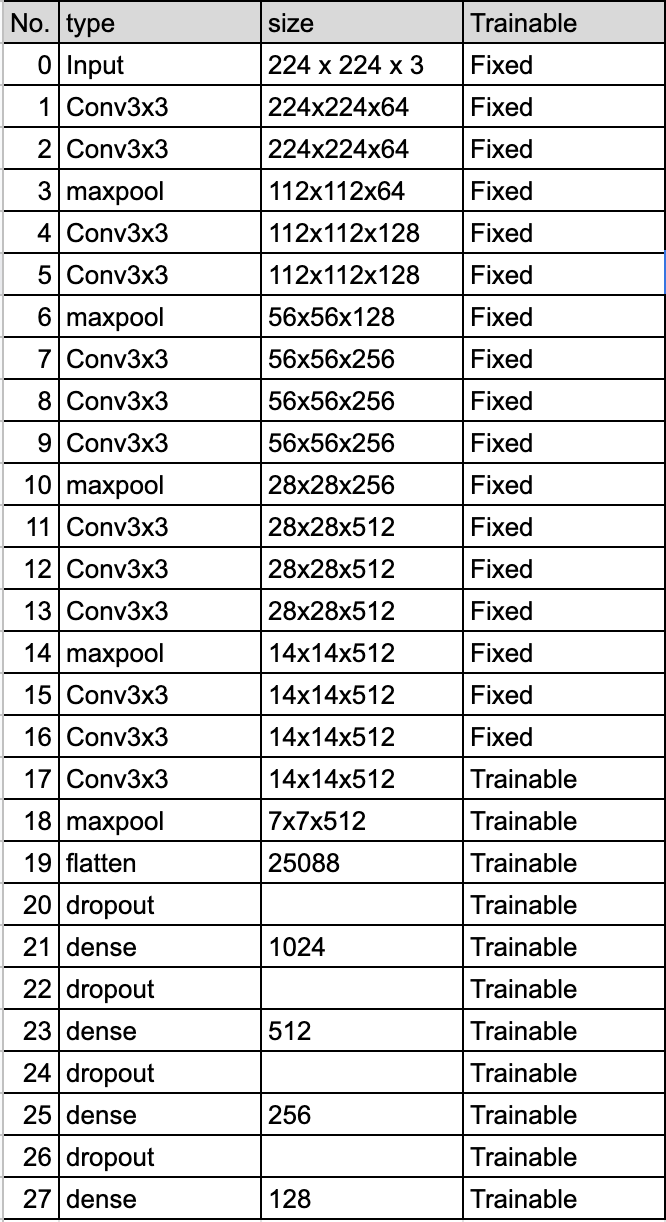 No. type size Trainable
0 Input 224 x 224 x 3 Fixed
1 Conv3x3 224x224x64 Fixed
2 Conv3x3 224x224x64 Fixed
3 maxpool 112x112x64 Fixed
4 Conv3x3 112x112x128 Fixed
5 Conv3x3 112x112x128 Fixed
6 maxpool 56x56x128 Fixed
7 Conv3x3 56x56x256 Fixed
8 Conv3x3 56x56x256 Fixed
9 Conv3x3 56x56x256 Fixed
10 maxpool 28x28x256 Fixed
11 Conv3x3 28x28x512 Fixed
12 Conv3x3 28x28x512 Fixed
13 Conv3x3 28x28x512 Fixed
14 maxpool 14x14x512 Fixed
15 Conv3x3 14x14x512 Fixed
16 Conv3x3 14x14x512 Fixed
17 Conv3x3 14x14x512 Trainable
18 maxpool 7x7x512 Trainable
19 flatten 25088 Trainable
20 dropout Trainable
21 dense 1024 Trainable
22 dropout Trainable
23 dense 512 Trainable
24 dropout Trainable
25 dense 256 Trainable
26 dropout Trainable
27 dense 128 Trainable